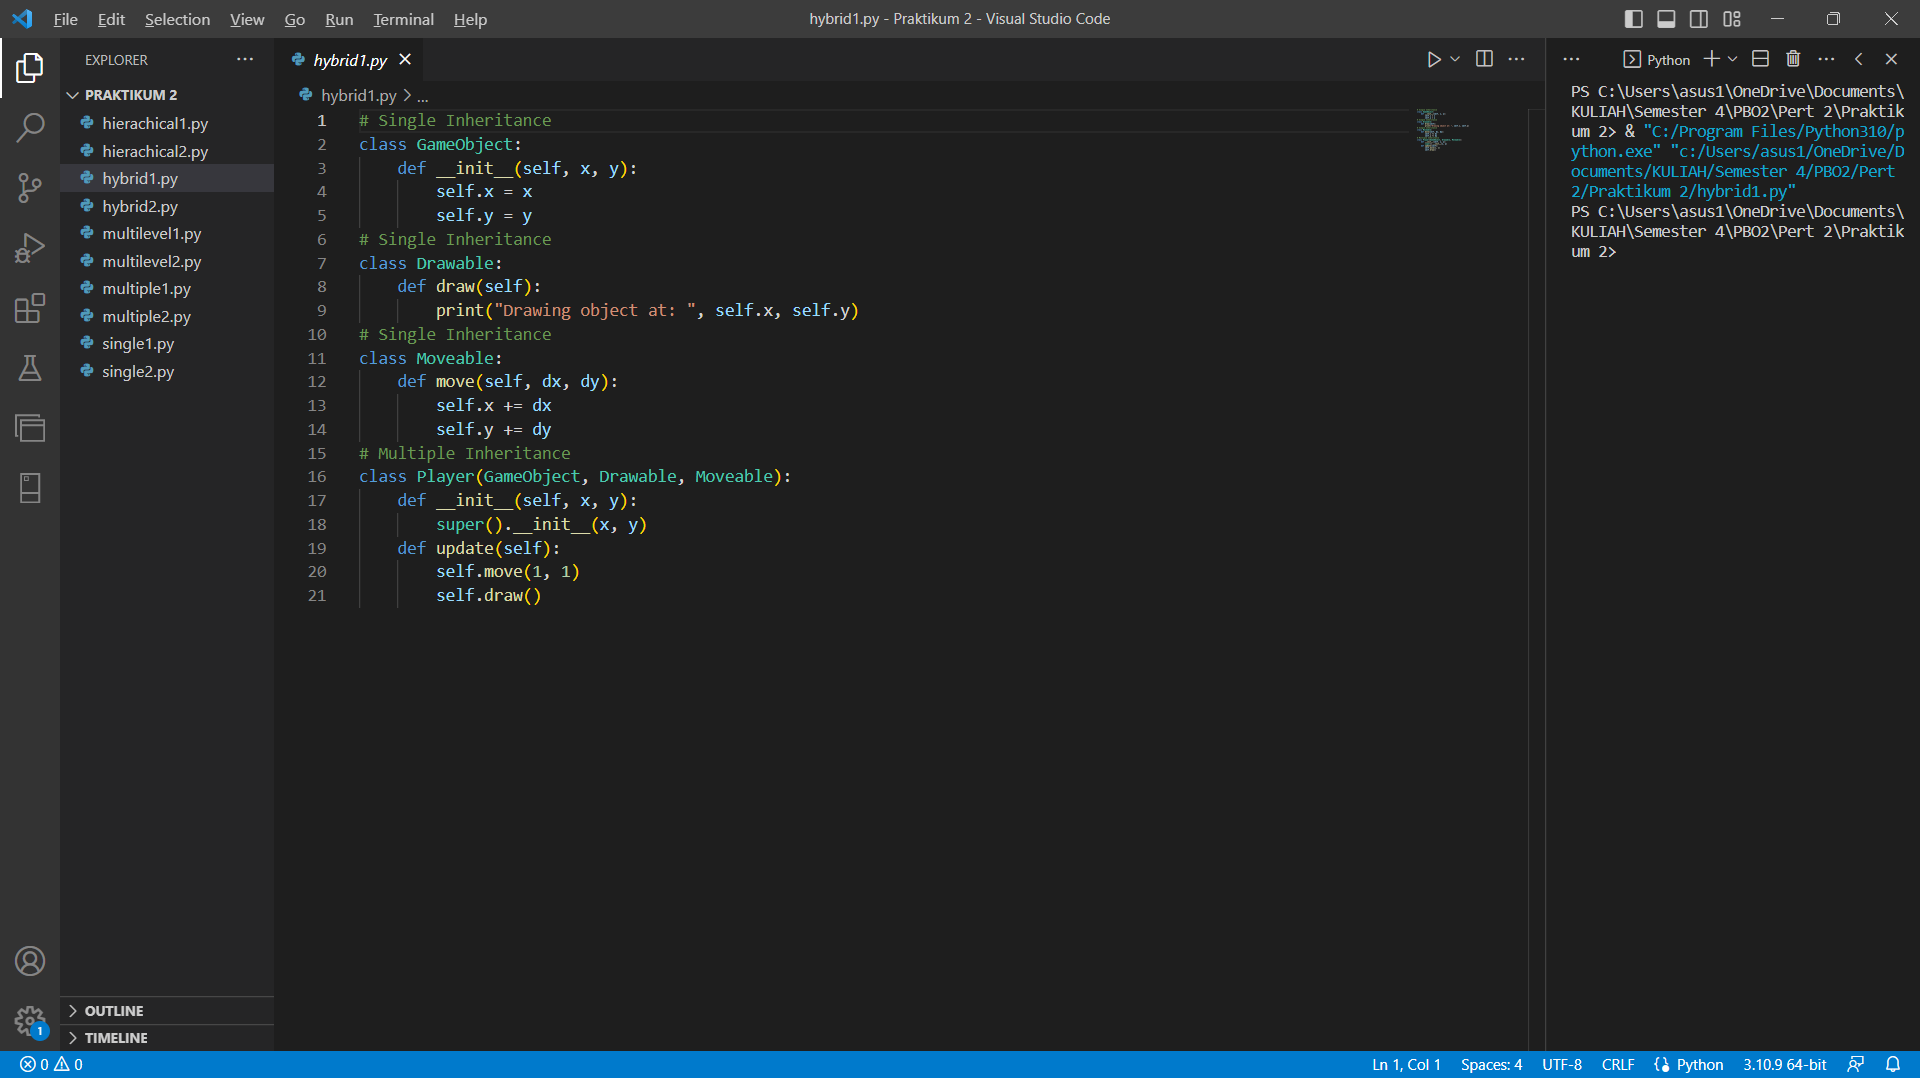 File Edit Selection View Go Run Terminal Help
hybrid1.py - Praktikum 2 - Visual Studio Code
EXPLORER
PRAKTIKUM 2
hierachical1.py
hierachical2.py
hybrid1.py
hybrid2.py
multilevel1.py
multilevel2.py
multiple1.py
multiple2.py
single1.py
single2.py
OUTLINE
TIMELINE
hybrid1.py
hybrid1.py > ...
1 # Single Inheritance
2 class GameObject:
3     def __init__(self, x, y):
4         self.x = x
5         self.y = y
6 # Single Inheritance
7 class Drawable:
8     def draw(self):
9         print("Drawing object at: ", self.x, self.y)
10 # Single Inheritance
11 class Moveable:
12     def move(self, dx, dy):
13         self.x += dx
14         self.y += dy
15 # Multiple Inheritance
16 class Player(GameObject, Drawable, Moveable):
17     def __init__(self, x, y):
18         super().__init__(x, y)
19     def update(self):
20         self.move(1, 1)
21         self.draw()
Python
PS C:\Users\asus1\OneDrive\Documents\
KULIAH\Semester 4\PBO2\Pert 2\Praktik
um 2> & "C:/Program Files/Python310/p
ython.exe" "c:/Users/asus1/OneDrive/D
ocuments/KULIAH/Semester 4/PBO2/Pert
2/Praktikum 2/hybrid1.py"
PS C:\Users\asus1\OneDrive\Documents\
KULIAH\Semester 4\PBO2\Pert 2\Praktik
um 2>
1
0 0
Ln 1, Col 1 Spaces: 4 UTF-8 CRLF Python 3.10.9 64-bit